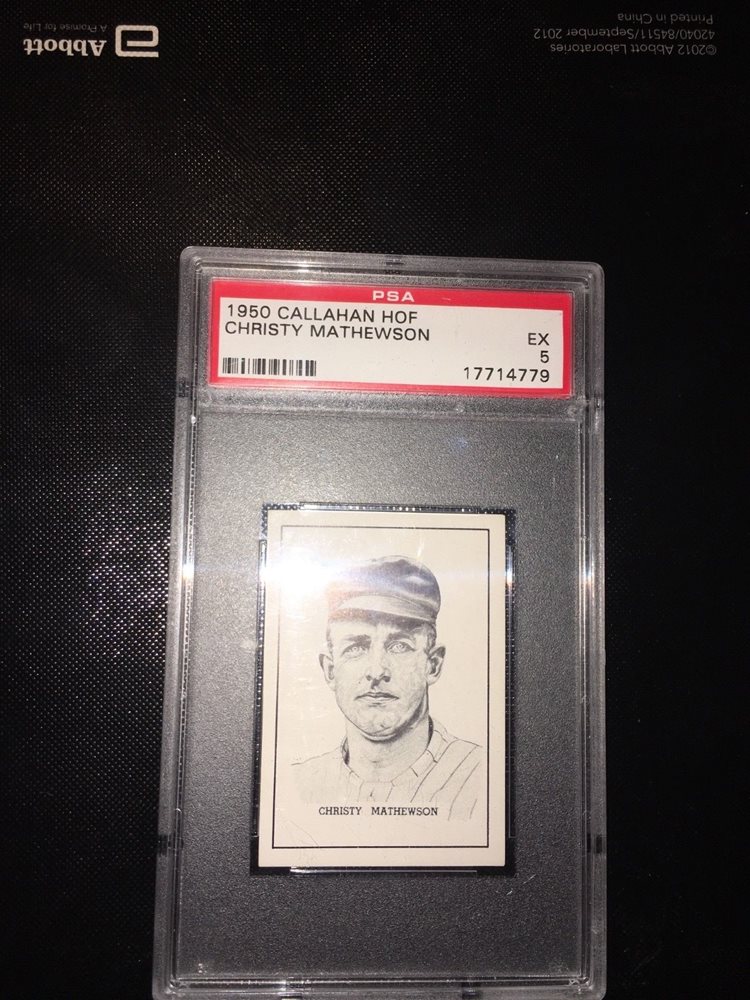 Abbott
A Promise for Life
©2012 Abbott Laboratories
42040/84511/September 2012
Printed in China
PSA
1950 CALLAHAN HOF
CHRISTY MATHEWSON
EX
5
17714779
CHRISTY MATHEWSON